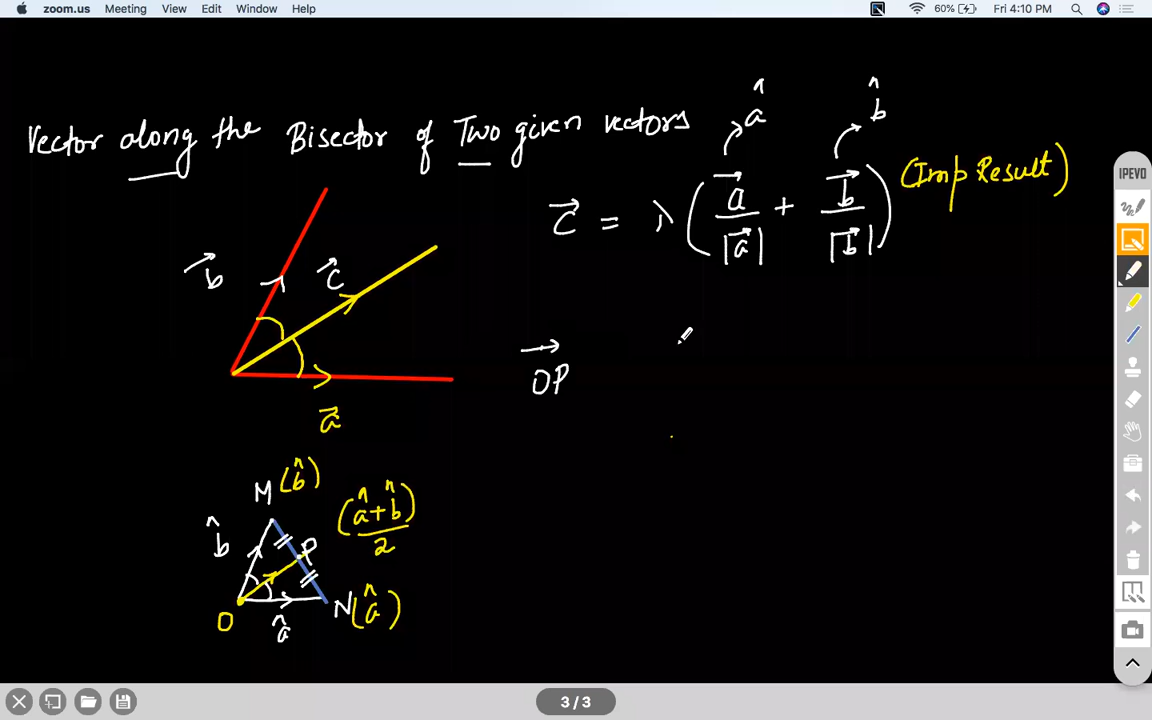 zoom.us Meeting View Edit Window Help 60% Fri 4:10 PM
Vector along the Bisector of Two given vectors
â b̂
c⃗ = λ( a⃗/|a⃗| + b⃗/|b⃗| ) (Imp Result)
IPEVO
b⃗ c⃗
a⃗
OP⃗
M (b̂)
b̂ (â+b̂)/2
P
O â N(â)
3/3